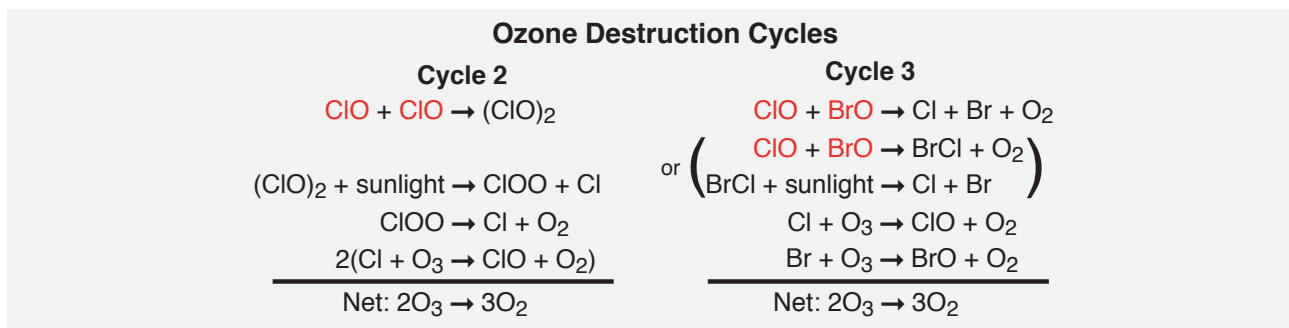 Ozone Destruction Cycles
Cycle 2
ClO + ClO → (ClO)2
(ClO)2 + sunlight → ClOO + Cl
ClOO → Cl + O2
2(Cl + O3 → ClO + O2)
Net: 2O3 → 3O2
Cycle 3
ClO + BrO → Cl + Br + O2
or ( ClO + BrO → BrCl + O2
BrCl + sunlight → Cl + Br )
Cl + O3 → ClO + O2
Br + O3 → BrO + O2
Net: 2O3 → 3O2